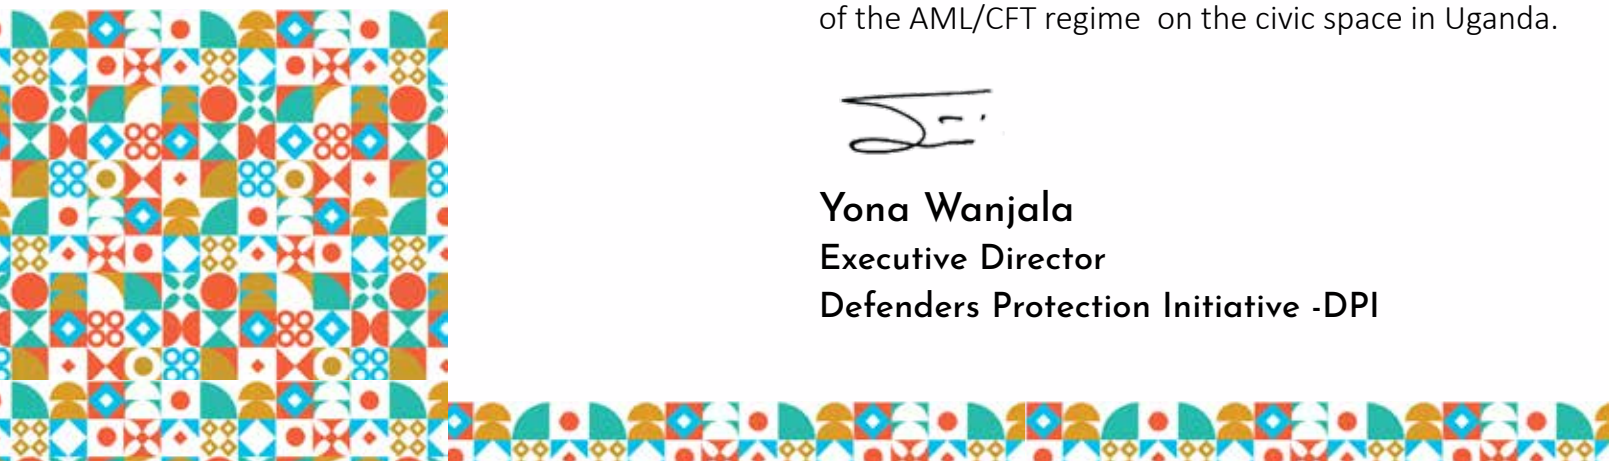 of the AML/CFT regime  on the civic space in Uganda.
Yona Wanjala
Executive Director
Defenders Protection Initiative -DPI